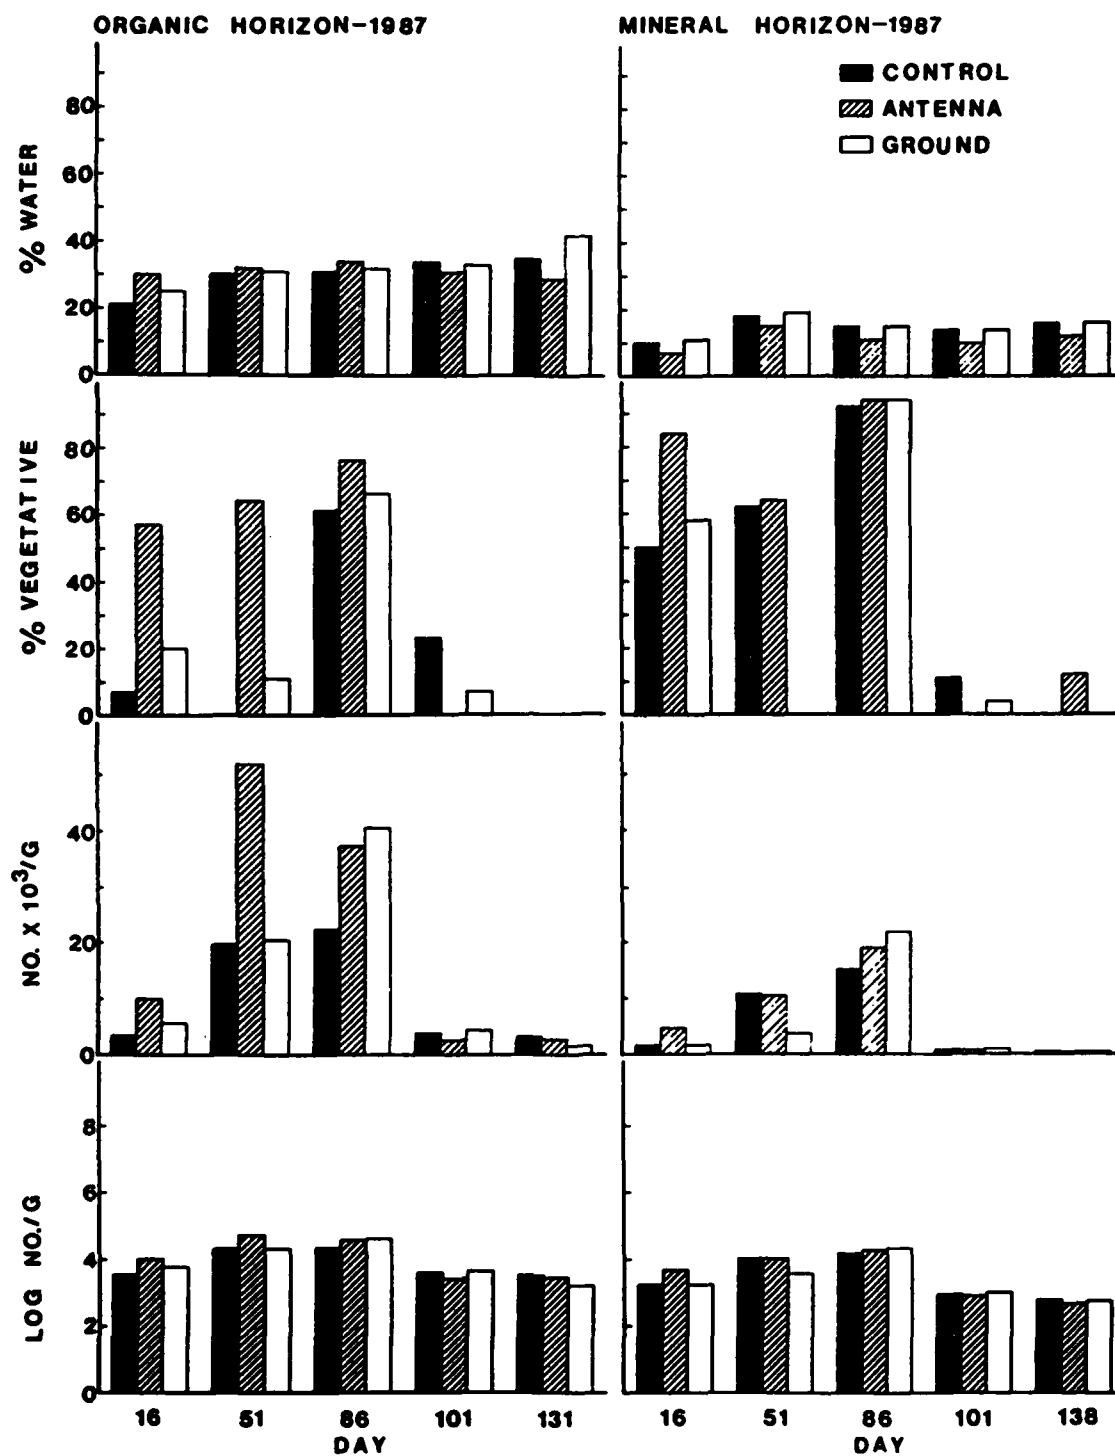 ORGANIC HORIZON-1987
MINERAL HORIZON-1987
CONTROL
ANTENNA
GROUND
% WATER
80
60
40
20
0
% VEGETATIVE
80
60
40
20
0
NO. X 10³/G
40
20
0
LOG NO./G
8
6
4
2
0
16 51 86 101 131
DAY
16 51 86 101 138
DAY